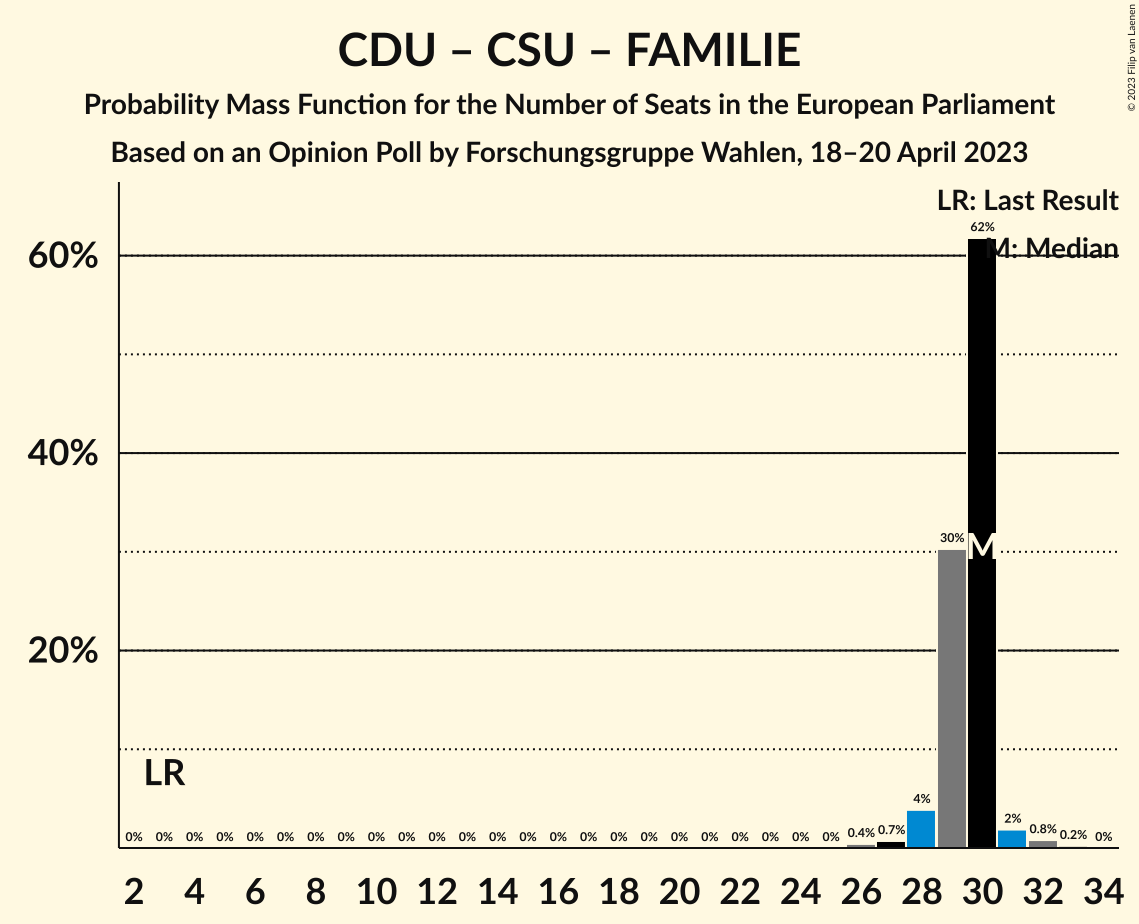 CDU – CSU – FAMILIE
Probability Mass Function for the Number of Seats in the European Parliament
Based on an Opinion Poll by Forschungsgruppe Wahlen, 18–20 April 2023
© 2023 Filip van Laenen
LR: Last Result
M: Median
60%
40%
20%
62%
30%
M
LR
4%
2%
0% 0% 0% 0% 0% 0% 0% 0% 0% 0% 0% 0% 0% 0% 0% 0% 0% 0% 0% 0% 0% 0% 0% 0% 0.4% 0.7% 0.8% 0.2% 0%
2 4 6 8 10 12 14 16 18 20 22 24 26 28 30 32 34